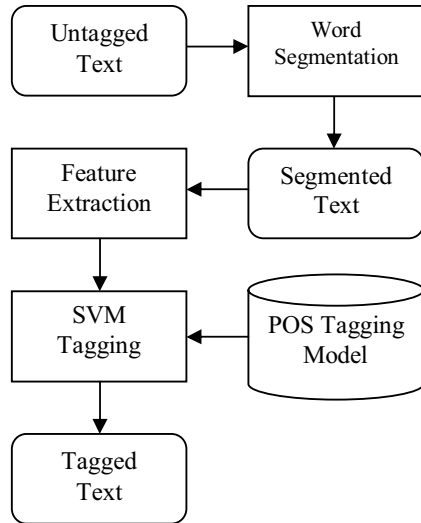 Untagged
Text
Word
Segmentation
Segmented
Text
Feature
Extraction
SVM
Tagging
POS Tagging
Model
Tagged
Text